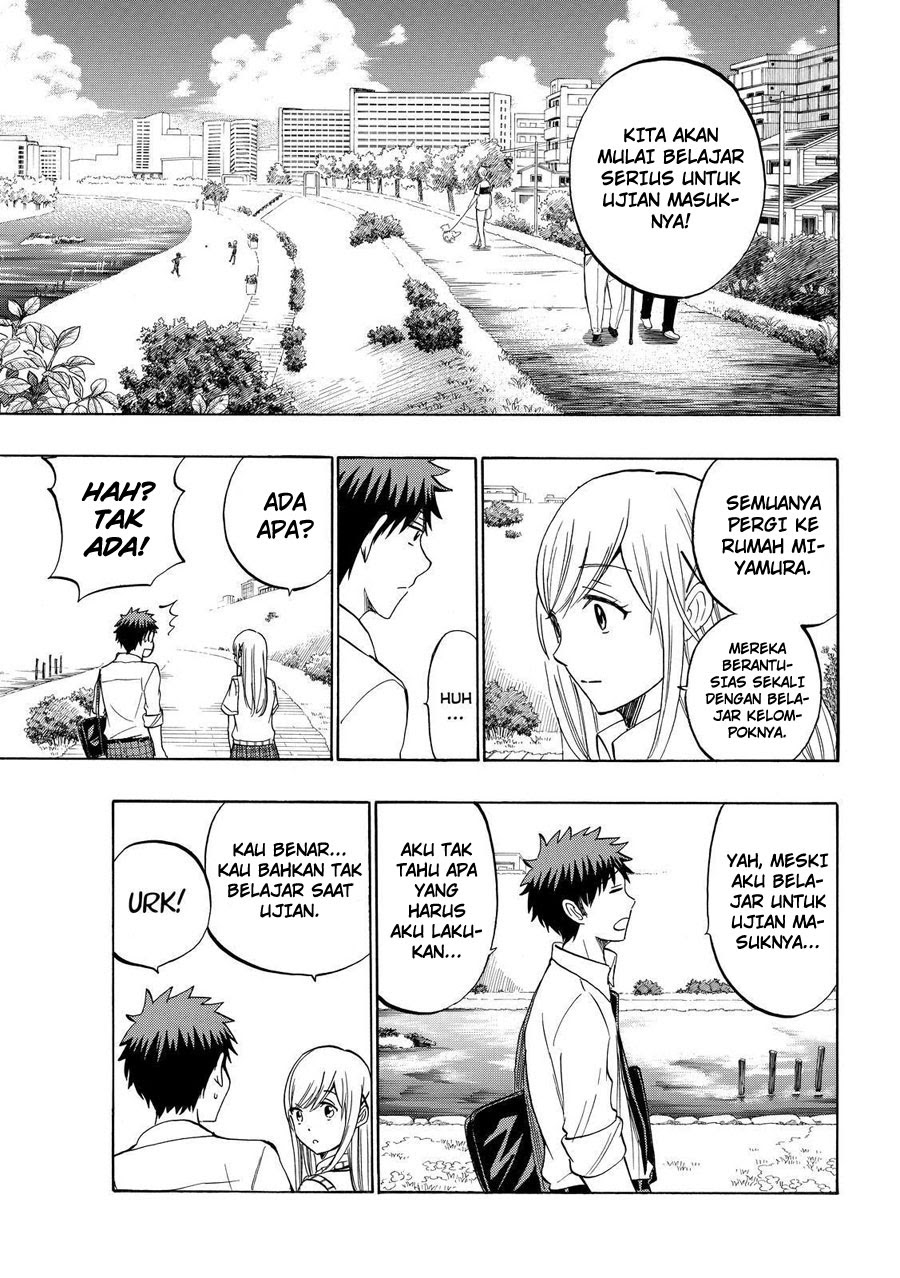 KITA AKAN
MULAI BELAJAR
SERIUS UNTUK
UJIAN MASUK-
NYA!
SEMUANYA
PERGI KE
RUMAH MI-
YAMURA.
MEREKA
BERANTU-
SIAS SEKALI
DENGAN BELA-
JAR KELOM-
POKNYA.
HUH
...
ADA
APA?
HAH?
TAK
ADA!
YAH, MESKI
AKU BELA-
JAR UNTUK
UJIAN MA-
SUKNYA...
AKU TAK
TAHU APA
YANG
HARUS
AKU LAKU-
KAN...
KAU BENAR...
KAU BAHKAN TAK
BELAJAR SAAT
UJIAN.
URK!